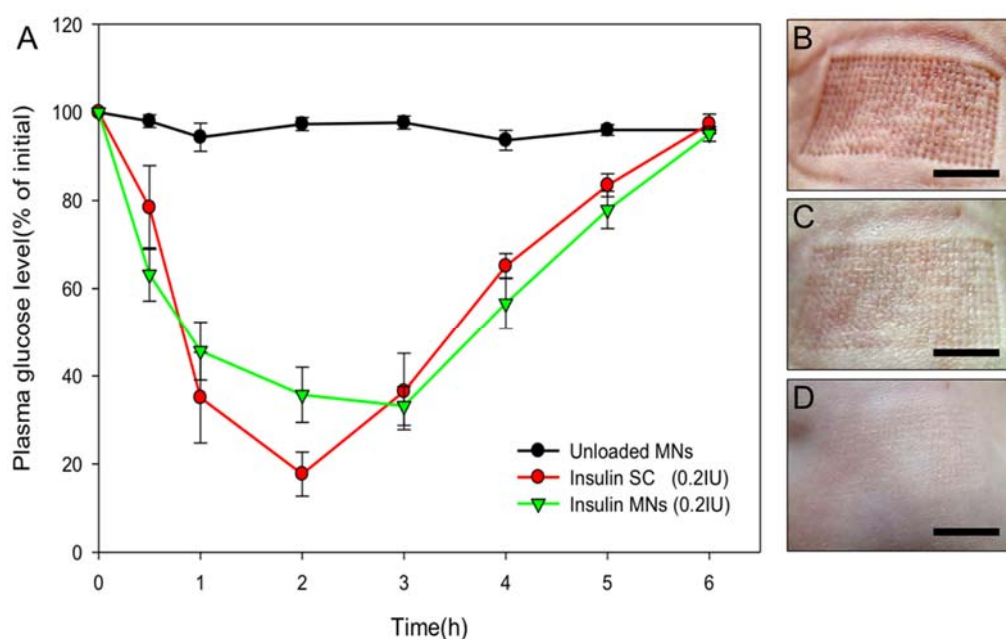 A
Plasma glucose level(% of initial)
120
100
80
60
40
20
0
0 1 2 3 4 5 6
Time(h)
Unloaded MNs
Insulin SC (0.2IU)
Insulin MNs (0.2IU)
B
C
D